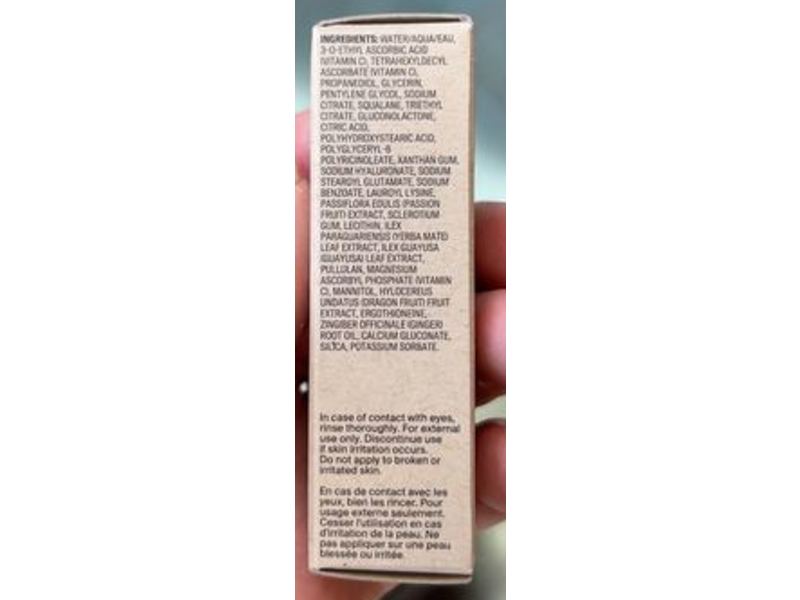 INGREDIENTS: WATER/AQUA/EAU,
3-O-ETHYL ASCORBIC ACID
(VITAMIN C), TETRAHEXYLDECYL
ASCORBATE (VITAMIN C),
PROPANEDIOL, GLYCERIN,
PENTYLENE GLYCOL, SODIUM
CITRATE, SQUALANE, TRIETHYL
CITRATE, GLUCONOLACTONE,
CITRIC ACID,
POLYHYDROXYSTEARIC ACID,
POLYGLYCERYL-6
POLYRICINOLEATE, XANTHAN GUM,
SODIUM HYALURONATE, SODIUM
STEAROYL GLUTAMATE, SODIUM
BENZOATE, LAUROYL LYSINE,
PASSIFLORA EDULIS (PASSION
FRUIT) EXTRACT, SCLEROTIUM
GUM, LECITHIN, ILEX
PARAGUARIENSIS (YERBA MATE)
LEAF EXTRACT, ILEX GUAYUSA
(GUAYUSA) LEAF EXTRACT,
PULLULAN, MAGNESIUM
ASCORBYL PHOSPHATE (VITAMIN
C), MANNITOL, HYLOCEREUS
UNDATUS (DRAGON FRUIT) FRUIT
EXTRACT, ERGOTHIONEINE,
ZINGIBER OFFICINALE (GINGER)
ROOT OIL, CALCIUM GLUCONATE,
SILICA, POTASSIUM SORBATE.
In case of contact with eyes,
rinse thoroughly. For external
use only. Discontinue use
if skin irritation occurs.
Do not apply to broken or
irritated skin.
En cas de contact avec les
yeux, bien les rincer. Pour
usage externe seulement.
Cesser l'utilisation en cas
d'irritation de la peau. Ne
pas appliquer sur une peau
blessée ou irritée.